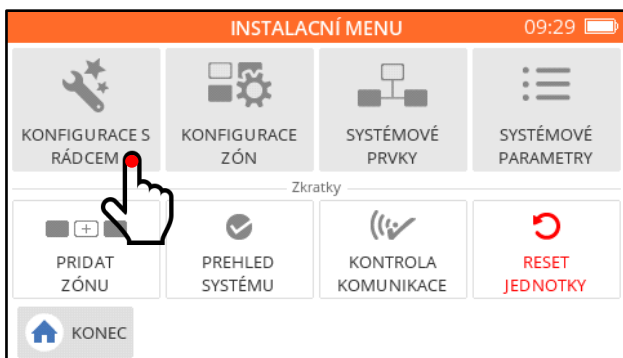 INSTALACNÍ MENU 09:29
KONFIGURACE S KONFIGURACE SYSTÉMOVÉ SYSTÉMOVÉ
RÁDCEM ZÓN PRVKY PARAMETRY
Zkratky
PRIDAT PREHLED KONTROLA RESET
ZÓNU SYSTÉMU KOMUNIKACE JEDNOTKY
KONEC